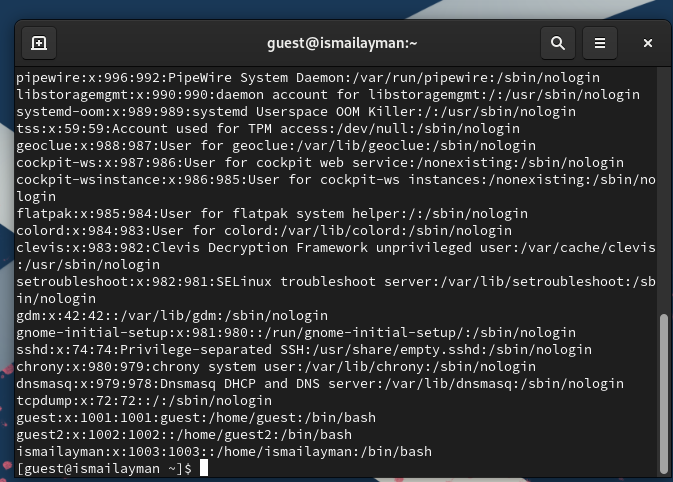 guest@ismailayman:~
pipewire:x:996:992:PipeWire System Daemon:/var/run/pipewire:/sbin/nologin
libstoragemgmt:x:990:990:daemon account for libstoragemgmt:/:/usr/sbin/nologin
systemd-oom:x:989:989:systemd Userspace OOM Killer:/:/usr/sbin/nologin
tss:x:59:59:Account used for TPM access:/dev/null:/sbin/nologin
geoclue:x:988:987:User for geoclue:/var/lib/geoclue:/sbin/nologin
cockpit-ws:x:987:986:User for cockpit web service:/nonexisting:/sbin/nologin
cockpit-wsinstance:x:986:985:User for cockpit-ws instances:/nonexisting:/sbin/no
login
flatpak:x:985:984:User for flatpak system helper:/:/sbin/nologin
colord:x:984:983:User for colord:/var/lib/colord:/sbin/nologin
clevis:x:983:982:Clevis Decryption Framework unprivileged user:/var/cache/clevis
:/usr/sbin/nologin
setroubleshoot:x:982:981:SELinux troubleshoot server:/var/lib/setroubleshoot:/sb
in/nologin
gdm:x:42:42::/var/lib/gdm:/sbin/nologin
gnome-initial-setup:x:981:980::/run/gnome-initial-setup/:/sbin/nologin
sshd:x:74:74:Privilege-separated SSH:/usr/share/empty.sshd:/sbin/nologin
chrony:x:980:979:chrony system user:/var/lib/chrony:/sbin/nologin
dnsmasq:x:979:978:Dnsmasq DHCP and DNS server:/var/lib/dnsmasq:/sbin/nologin
tcpdump:x:72:72::/:/sbin/nologin
guest:x:1001:1001:guest:/home/guest:/bin/bash
guest2:x:1002:1002::/home/guest2:/bin/bash
ismailayman:x:1003:1003::/home/ismailayman:/bin/bash
[guest@ismailayman ~]$